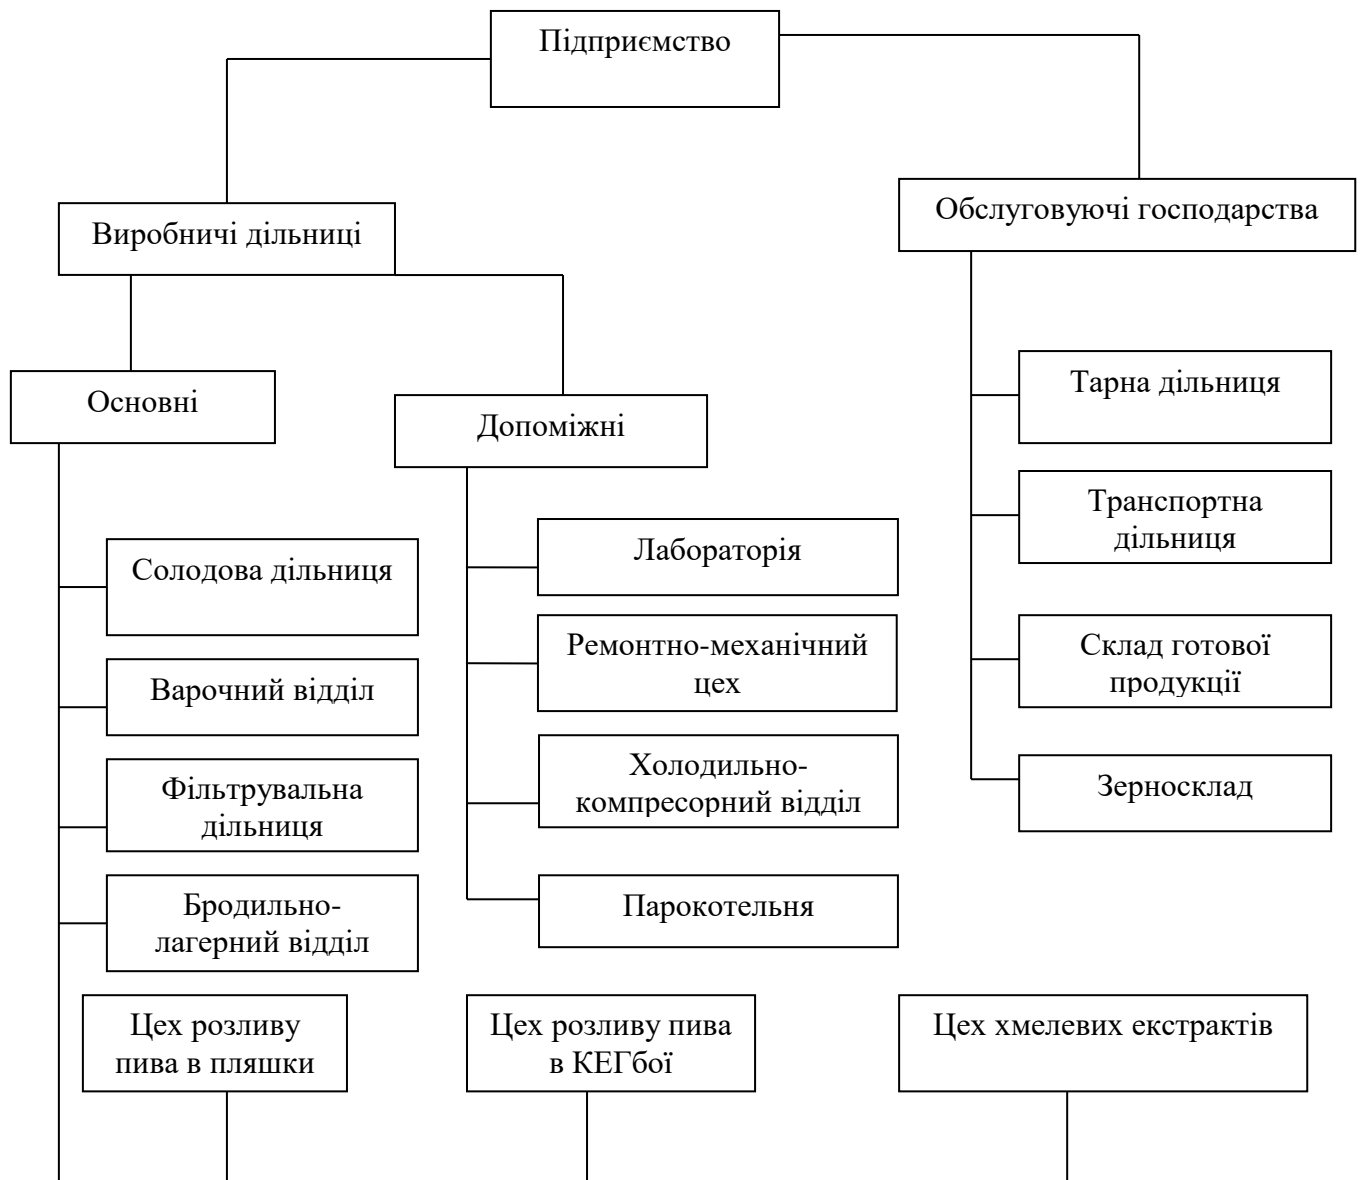 Підприємство
Виробничі дільниці
Обслуговуючі господарства
Основні
Допоміжні
Тарна дільниця
Транспортна
дільниця
Склад готової
продукції
Зерносклад
Солодова дільниця
Варочний відділ
Фільтрувальна
дільниця
Бродильно-
лагерний відділ
Лабораторія
Ремонтно-механічний
цех
Холодильно-
компресорний відділ
Парокотельня
Цех розливу
пива в пляшки
Цех розливу пива
в КЕГбої
Цех хмелевих екстрактів